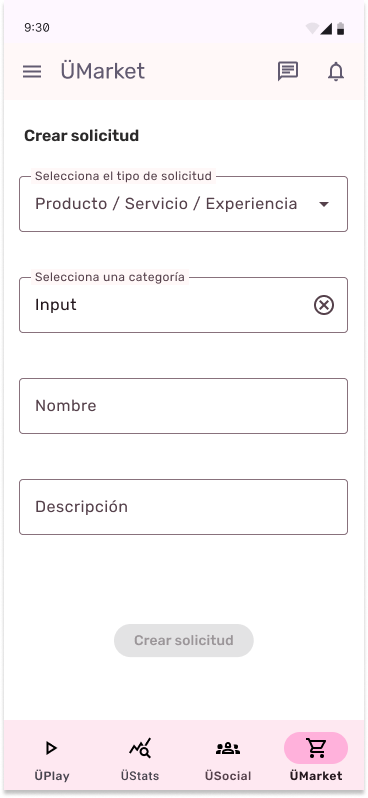 9:30
ÜMarket
Crear solicitud
Selecciona el tipo de solicitud
Producto / Servicio / Experiencia
Selecciona una categoría
Input
Nombre
Descripción
Crear solicitud
ÜPlay ÜStats ÜSocial ÜMarket